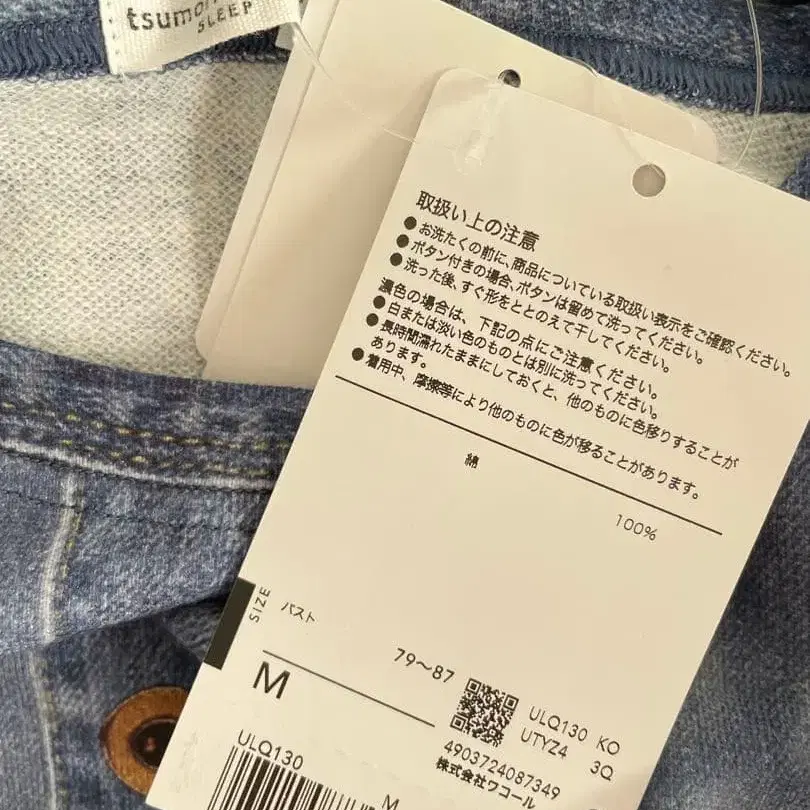 tsumor
SLEEP
取扱い上の注意
●お洗たくの前に、商品についている取扱い表示をご確認ください。
●ボタン付きの場合、ボタンは留めて洗ってください。
●洗った後、すぐ形をととのえて干してください。
濃色の場合は、下記の点にご注意ください。
●白または淡い色のものとは別に洗ってください。
●長時間濡れたままにしておくと、他のものに色移りすることが
あります。
●着用中、摩擦等により他のものに色が移ることがあります。
綿
100%
SIZE
バスト
79〜87
M
ULQ130 KO
UTYZ4 3Q
4903724087349
株式会社ワコール
ULQ130
M